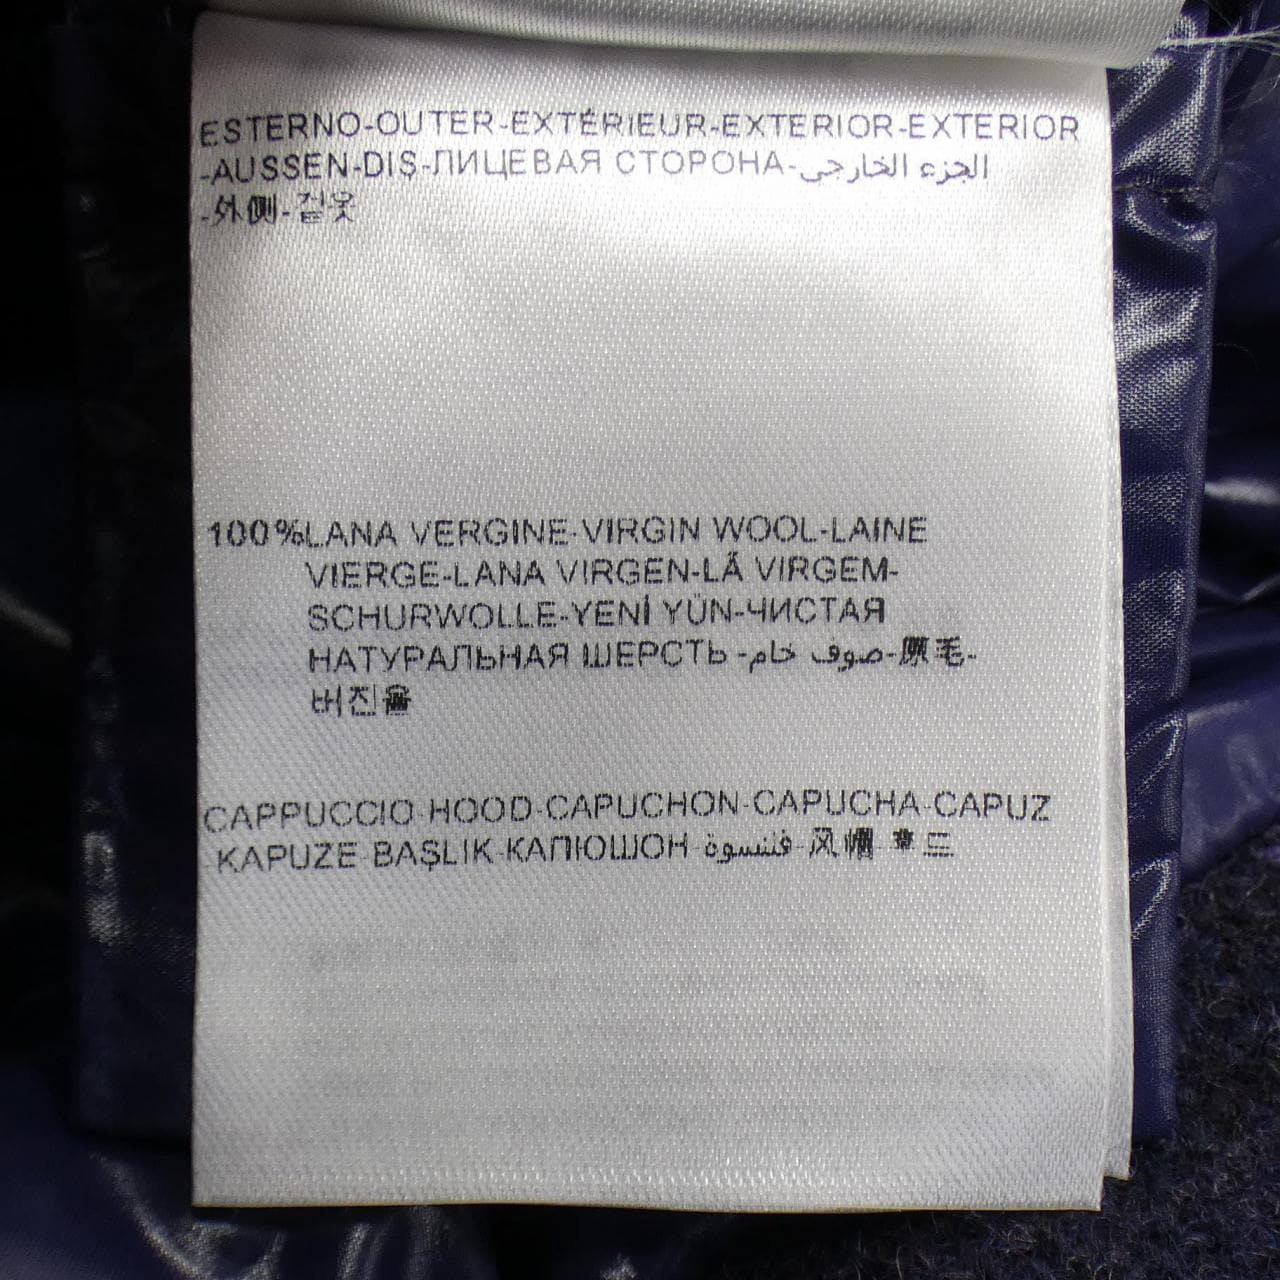 ESTERNO-OUTER-EXTÉRIEUR-EXTERIOR-EXTERIOR
-AUSSEN-DIŞ-ЛИЦЕВАЯ СТОРОНА-الجزء الخارجي
-外侧-겉옷
100%LANA VERGINE-VIRGIN WOOL-LAINE
VIERGE-LANA VIRGEN-LÃ VIRGEM-
SCHURWOLLE-YENİ YÜN-ЧИСТАЯ
НАТУРАЛЬНАЯ ШЕРСТЬ-صوف خام-原毛-
버진울
CAPPUCCIO-HOOD-CAPUCHON-CAPUCHA-CAPUZ
KAPUZE-BAŞLIK-КАПЮШОН-قلنسوة-风帽 후드